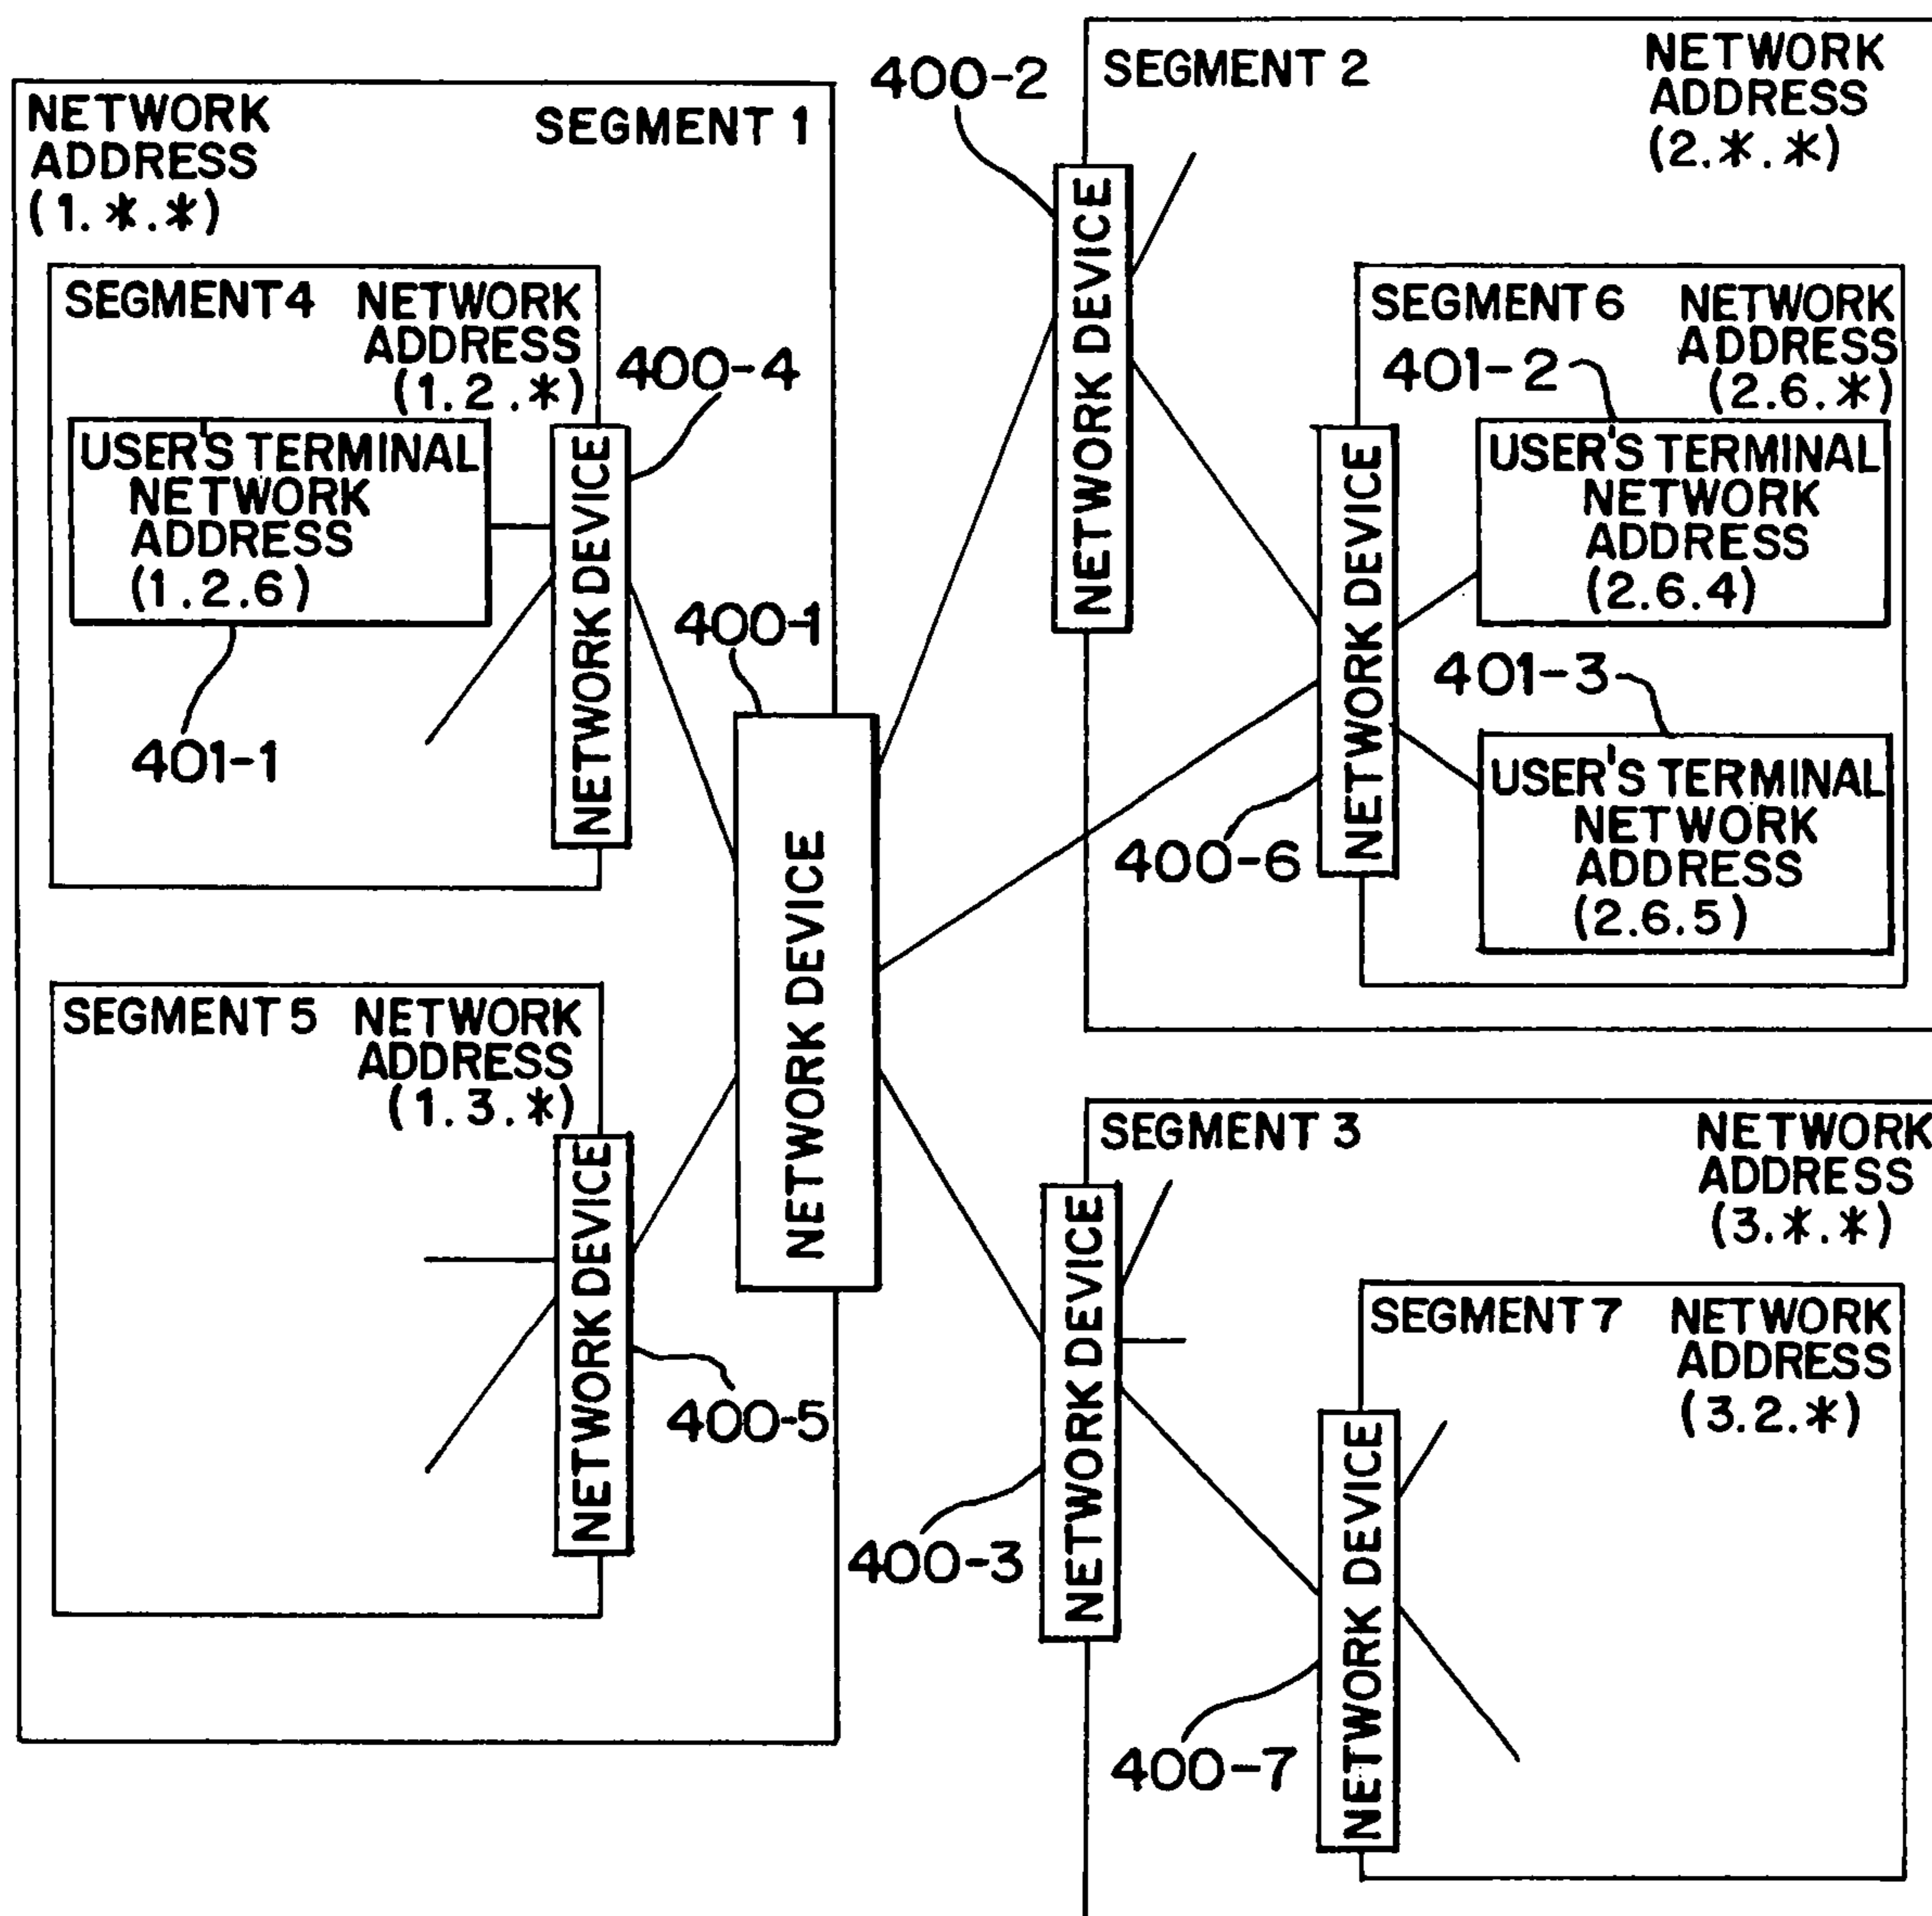 NETWORK
ADDRESS
(1.*.*)
SEGMENT 1
SEGMENT 4 NETWORK
ADDRESS
(1.2.*)
400-4
USER'S TERMINAL
NETWORK
ADDRESS
(1.2.6)
401-1
NETWORK DEVICE
400-1
NETWORK DEVICE
SEGMENT 5 NETWORK
ADDRESS
(1.3.*)
NETWORK DEVICE
400-5
400-2
SEGMENT 2
NETWORK
ADDRESS
(2.*.*)
NETWORK DEVICE
SEGMENT 6 NETWORK
ADDRESS
(2.6.*)
401-2
USER'S TERMINAL
NETWORK
ADDRESS
(2.6.4)
NETWORK DEVICE
401-3
USER'S TERMINAL
NETWORK
ADDRESS
(2.6.5)
400-6
SEGMENT 3
NETWORK
ADDRESS
(3.*.*)
NETWORK DEVICE
400-3
SEGMENT 7 NETWORK
ADDRESS
(3.2.*)
NETWORK DEVICE
400-7